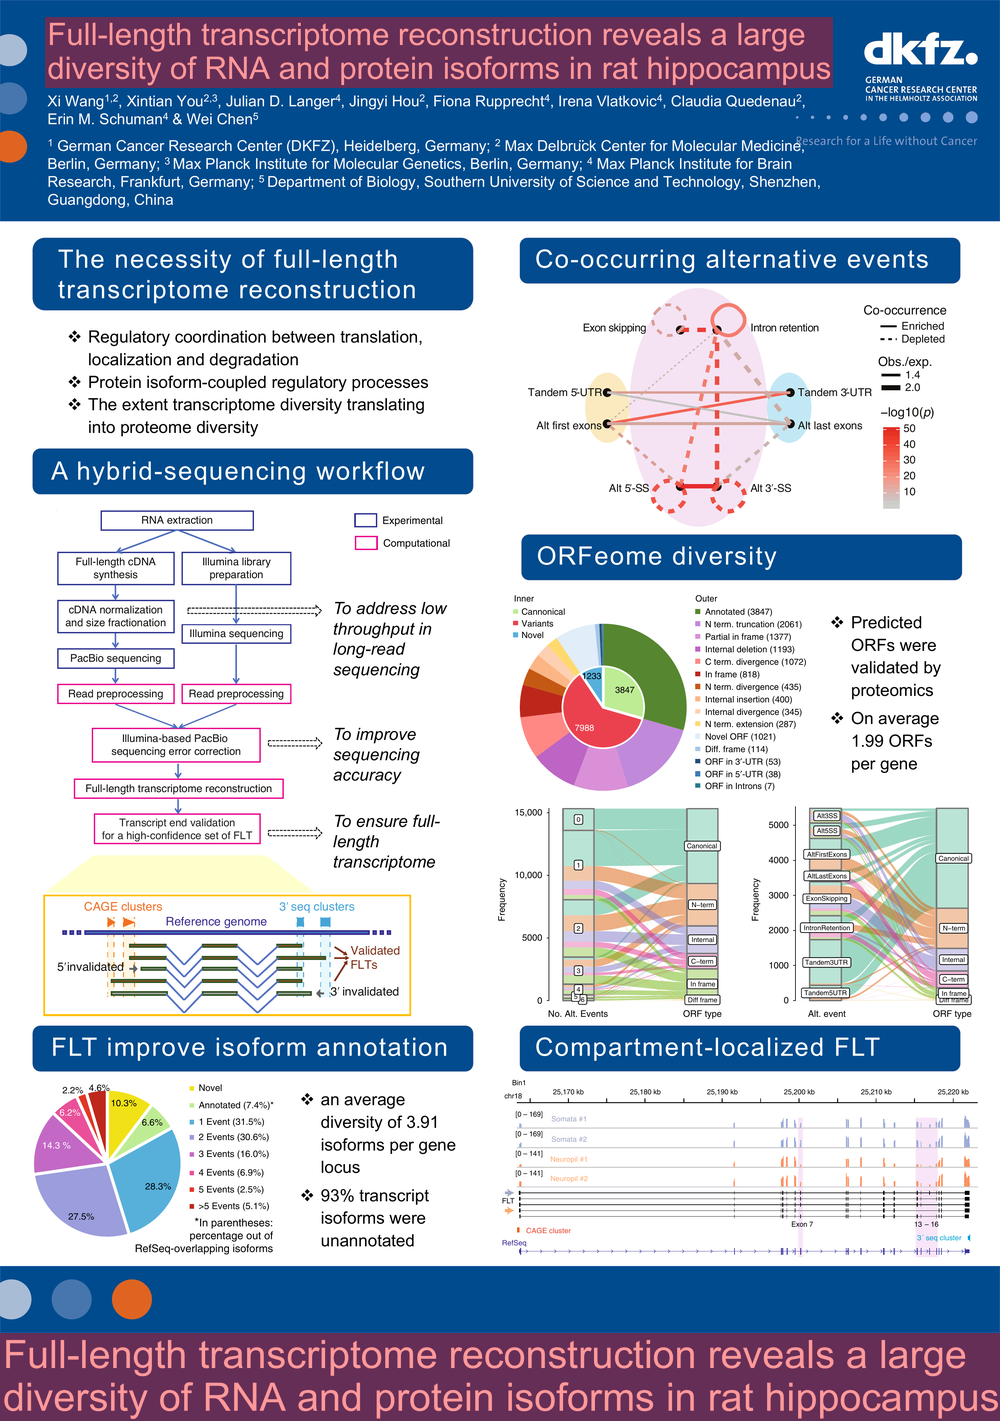 Full-length transcriptome reconstruction reveals a large
diversity of RNA and protein isoforms in rat hippocampus
Xi Wang1,2, Xintian You2,3, Julian D. Langer4, Jingyi Hou2, Fiona Rupprecht4, Irena Vlatkovic4, Claudia Quedenau2,
Erin M. Schuman4 & Wei Chen5
1 German Cancer Research Center (DKFZ), Heidelberg, Germany; 2 Max Delbrück Center for Molecular Medicine,
Berlin, Germany; 3 Max Planck Institute for Molecular Genetics, Berlin, Germany; 4 Max Planck Institute for Brain
Research, Frankfurt, Germany; 5 Department of Biology, Southern University of Science and Technology, Shenzhen,
Guangdong, China
dkfz.
GERMAN
CANCER RESEARCH CENTER
IN THE HELMHOLTZ ASSOCIATION
Research for a Life without Cancer
The necessity of full-length
transcriptome reconstruction
❖ Regulatory coordination between translation,
localization and degradation
❖ Protein isoform-coupled regulatory processes
❖ The extent transcriptome diversity translating
into proteome diversity
A hybrid-sequencing workflow
RNA extraction
Experimental
Computational
Full-length cDNA
synthesis
Illumina library
preparation
cDNA normalization
and size fractionation
Illumina sequencing
PacBio sequencing
Read preprocessing
Read preprocessing
Illumina-based PacBio
sequencing error correction
Full-length transcriptome reconstruction
Transcript end validation
for a high-confidence set of FLT
To address low
throughput in
long-read
sequencing
To improve
sequencing
accuracy
To ensure full-
length
transcriptome
CAGE clusters
3' seq clusters
Reference genome
Validated
FLTs
5'invalidated
3' invalidated
FLT improve isoform annotation
2.2%
4.6%
10.3%
6.2%
6.6%
14.3 %
28.3%
27.5%
Novel
Annotated (7.4%)*
1 Event (31.5%)
2 Events (30.6%)
3 Events (16.0%)
4 Events (6.9%)
5 Events (2.5%)
>5 Events (5.1%)
*In parentheses:
percentage out of
RefSeq-overlapping isoforms
❖ an average
diversity of 3.91
isoforms per gene
locus
❖ 93% transcript
isoforms were
unannotated
Co-occurring alternative events
Exon skipping
Intron retention
Tandem 5'-UTR
Tandem 3'-UTR
Alt first exons
Alt last exons
Alt 5'-SS
Alt 3'-SS
Co-occurrence
Enriched
Depleted
Obs./exp.
1.4
2.0
−log10(p)
50
40
30
20
10
ORFeome diversity
Inner
Cannonical
Variants
Novel
1233
3847
7988
Outer
Annotated (3847)
N term. truncation (2061)
Partial in frame (1377)
Internal deletion (1193)
C term. divergence (1072)
In frame (818)
N term. divergence (435)
Internal insertion (400)
Internal divergence (345)
N term. extension (287)
Novel ORF (1021)
Diff. frame (114)
ORF in 3'-UTR (53)
ORF in 5'-UTR (38)
ORF in Introns (7)
❖ Predicted
ORFs were
validated by
proteomics
❖ On average
1.99 ORFs
per gene
Frequency
15,000
10,000
5000
0
0
1
2
3
4
5
6
Canonical
N−term
Internal
C−term
In frame
Diff frame
No. Alt. Events
ORF type
Frequency
5000
4000
3000
2000
1000
0
Alt3SS
Alt5SS
AltFirstExons
AltLastExons
ExonSkipping
IntronRetention
Tandem3UTR
Tandem5UTR
Canonical
N−term
Internal
C−term
In frame
Diff frame
Alt. event
ORF type
Compartment-localized FLT
Bin1
chr18
25,170 kb
25,180 kb
25,190 kb
25,200 kb
25,210 kb
25,220 kb
[0 – 169]
Somata #1
[0 – 169]
Somata #2
[0 – 141]
Neuropil #1
[0 – 141]
Neuropil #2
FLT
Exon 7
13 – 16
CAGE cluster
3' seq cluster
RefSeq
Full-length transcriptome reconstruction reveals a large
diversity of RNA and protein isoforms in rat hippocampus